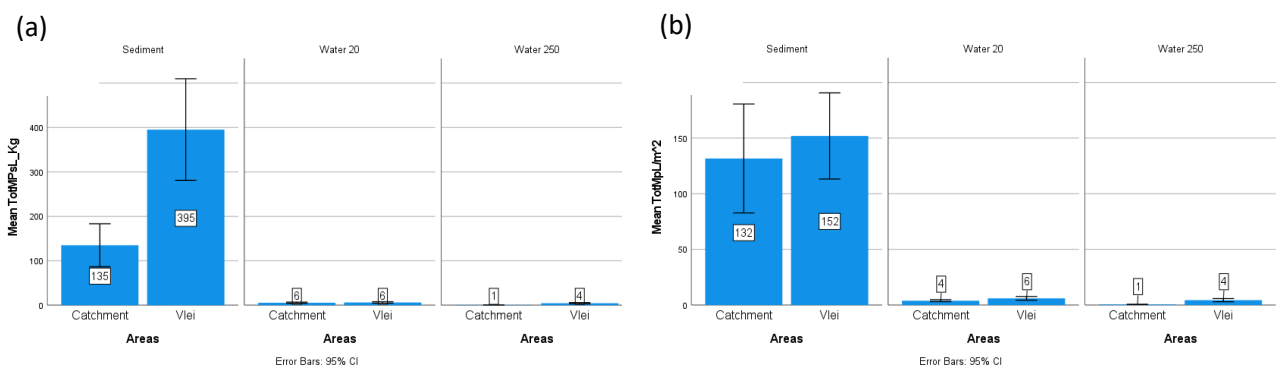 (a)
Sediment
Water 20
Water 250
Mean TotMPsL_Kg
400
300
200
100
0
135
395
6
6
1
4
Catchment
Vlei
Catchment
Vlei
Catchment
Vlei
Areas
Areas
Areas
Error Bars: 95% CI
(b)
Sediment
Water 20
Water 250
Mean TotMpL/m^2
150
100
50
0
132
152
4
6
1
4
Catchment
Vlei
Catchment
Vlei
Catchment
Vlei
Areas
Areas
Areas
Error Bars: 95% CI